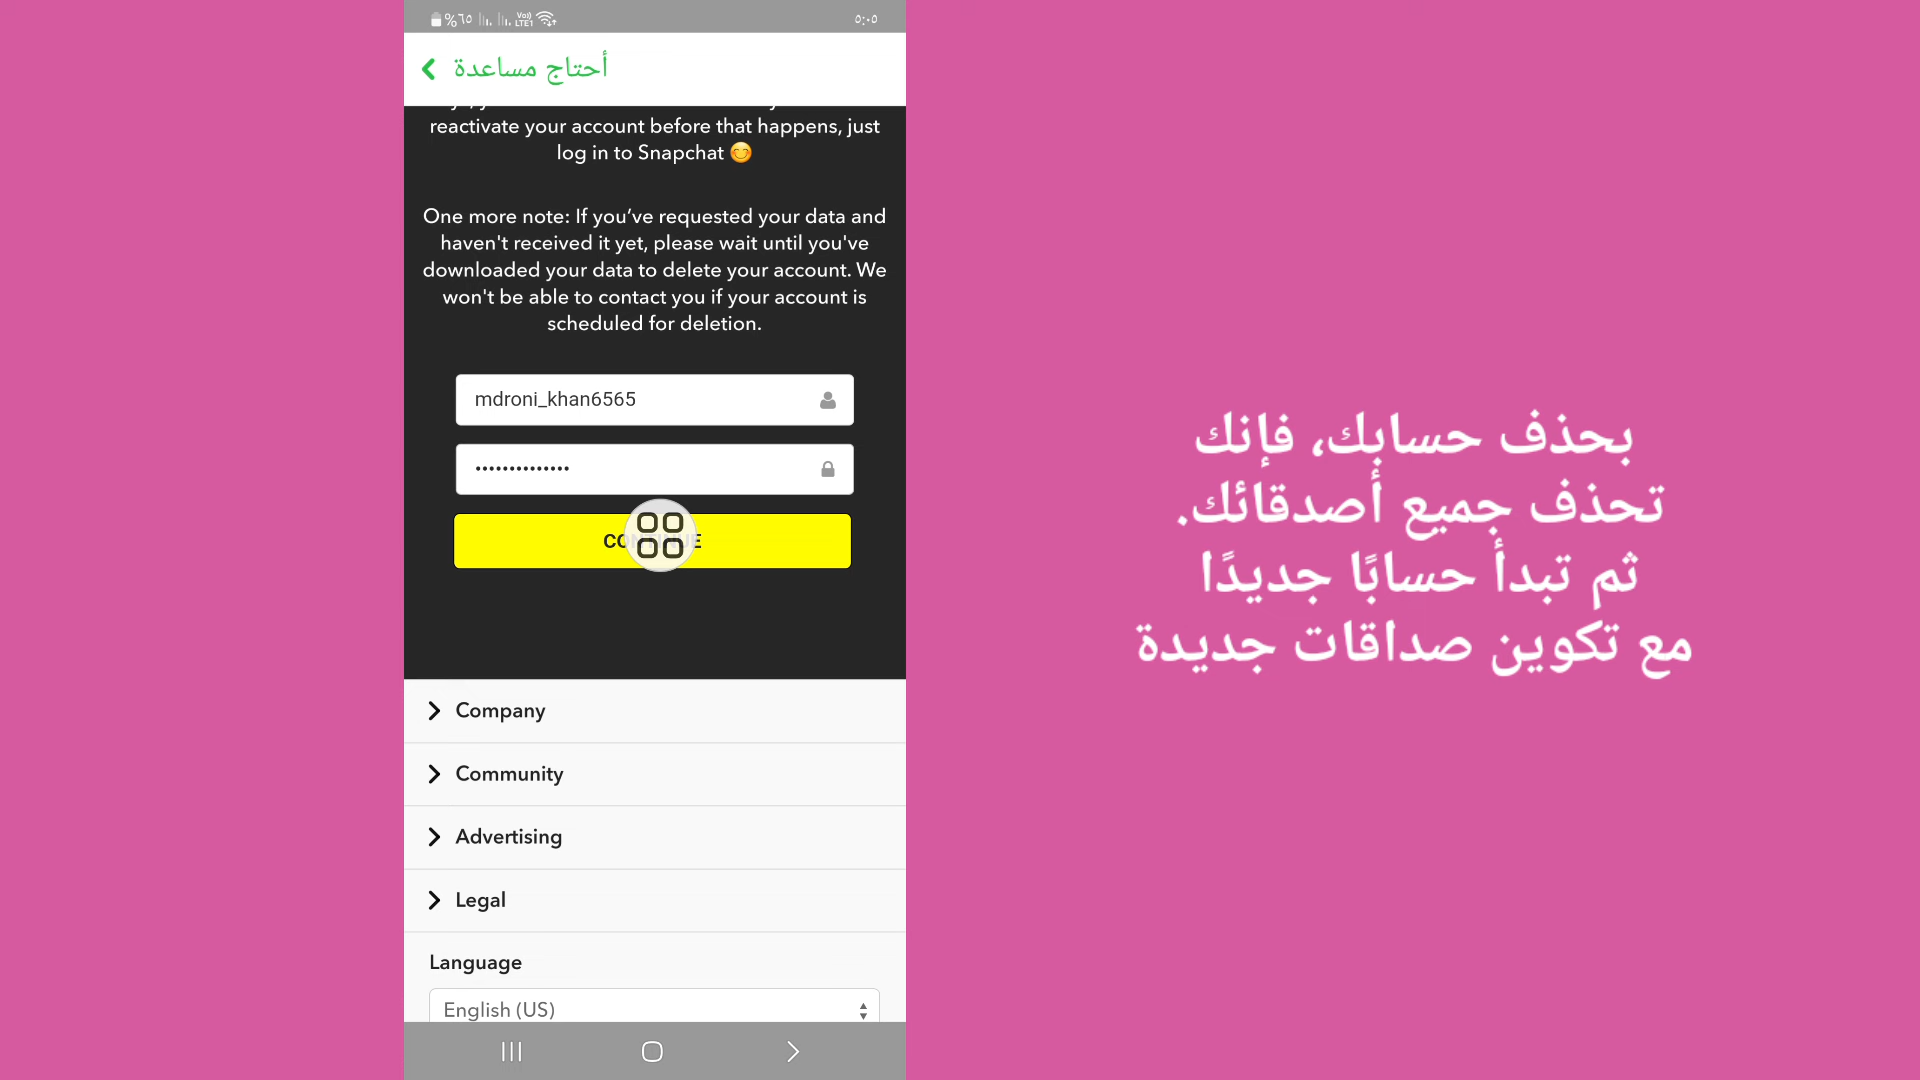 %٦٥
Vo))
LTE1
٥:٠٥
أحتاج مساعدة
reactivate your account before that happens, just
log in to Snapchat 😊
One more note: If you’ve requested your data and
haven't received it yet, please wait until you've
downloaded your data to delete your account. We
won't be able to contact you if your account is
scheduled for deletion.
mdroni_khan6565
••••••••••••••
CONTINUE
Company
Community
Advertising
Legal
Language
English (US)
بحذف حسابك، فإنك
تحذف جميع أصدقائك.
ثم تبدأ حسابًا جديدًا
مع تكوين صداقات جديدة